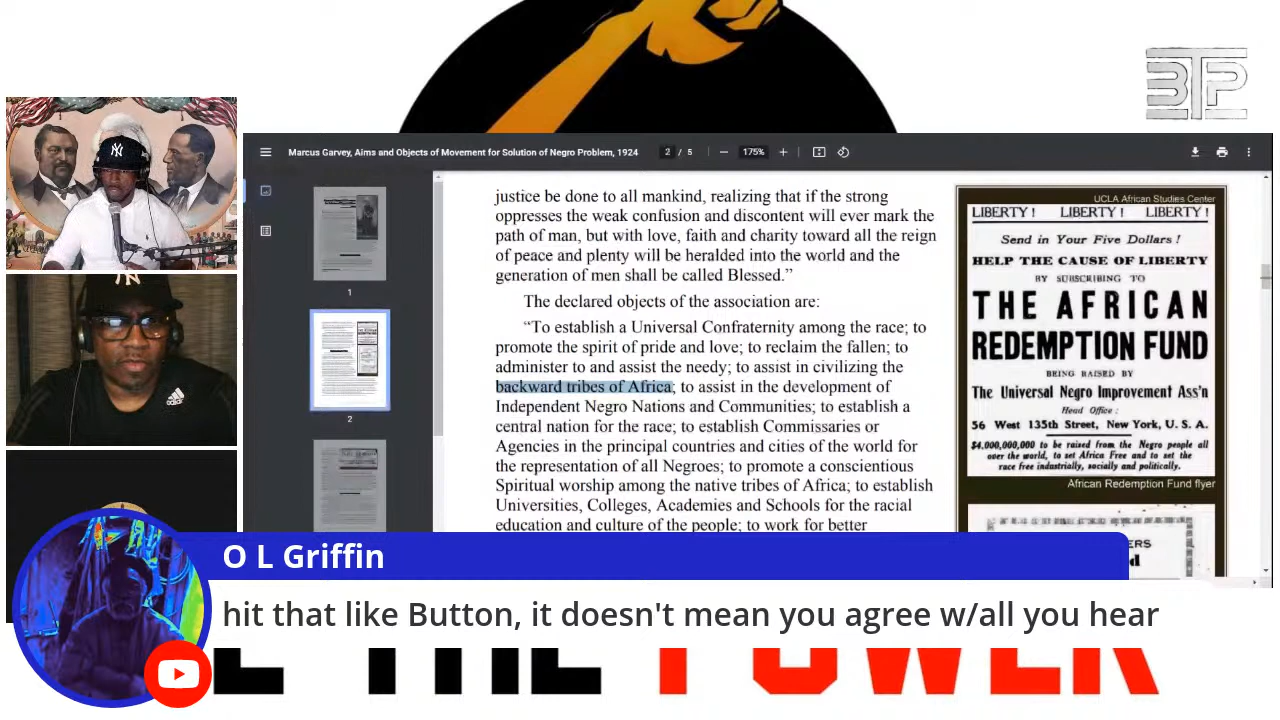 BTP
Marcus Garvey, Aims and Objects of Movement for Solution of Negro Problem, 1924
2 / 5
175%
1
2
justice be done to all mankind, realizing that if the strong
oppresses the weak confusion and discontent will ever mark the
path of man, but with love, faith and charity toward all the reign
of peace and plenty will be heralded into the world and the
generation of men shall be called Blessed.”
The declared objects of the association are:
“To establish a Universal Confraternity among the race; to
promote the spirit of pride and love; to reclaim the fallen; to
administer to and assist the needy; to assist in civilizing the
backward tribes of Africa; to assist in the development of
Independent Negro Nations and Communities; to establish a
central nation for the race; to establish Commissaries or
Agencies in the principal countries and cities of the world for
the representation of all Negroes; to promote a conscientious
Spiritual worship among the native tribes of Africa; to establish
Universities, Colleges, Academies and Schools for the racial
education and culture of the people; to work for better
UCLA African Studies Center
LIBERTY! LIBERTY! LIBERTY!
Send in Your Five Dollars!
HELP THE CAUSE OF LIBERTY
BY SUBSCRIBING TO
THE AFRICAN
REDEMPTION FUND
BEING RAISED BY
The Universal Negro Improvement Ass'n
Head Office:
56 West 135th Street, New York, U. S. A.
$4,000,000,000 to be raised from the Negro people all
over the world, to set Africa Free and to set the
race free industrially, socially and politically.
African Redemption Fund flyer
ERS
O L Griffin
hit that like Button, it doesn't mean you agree w/all you hear
THE POWER